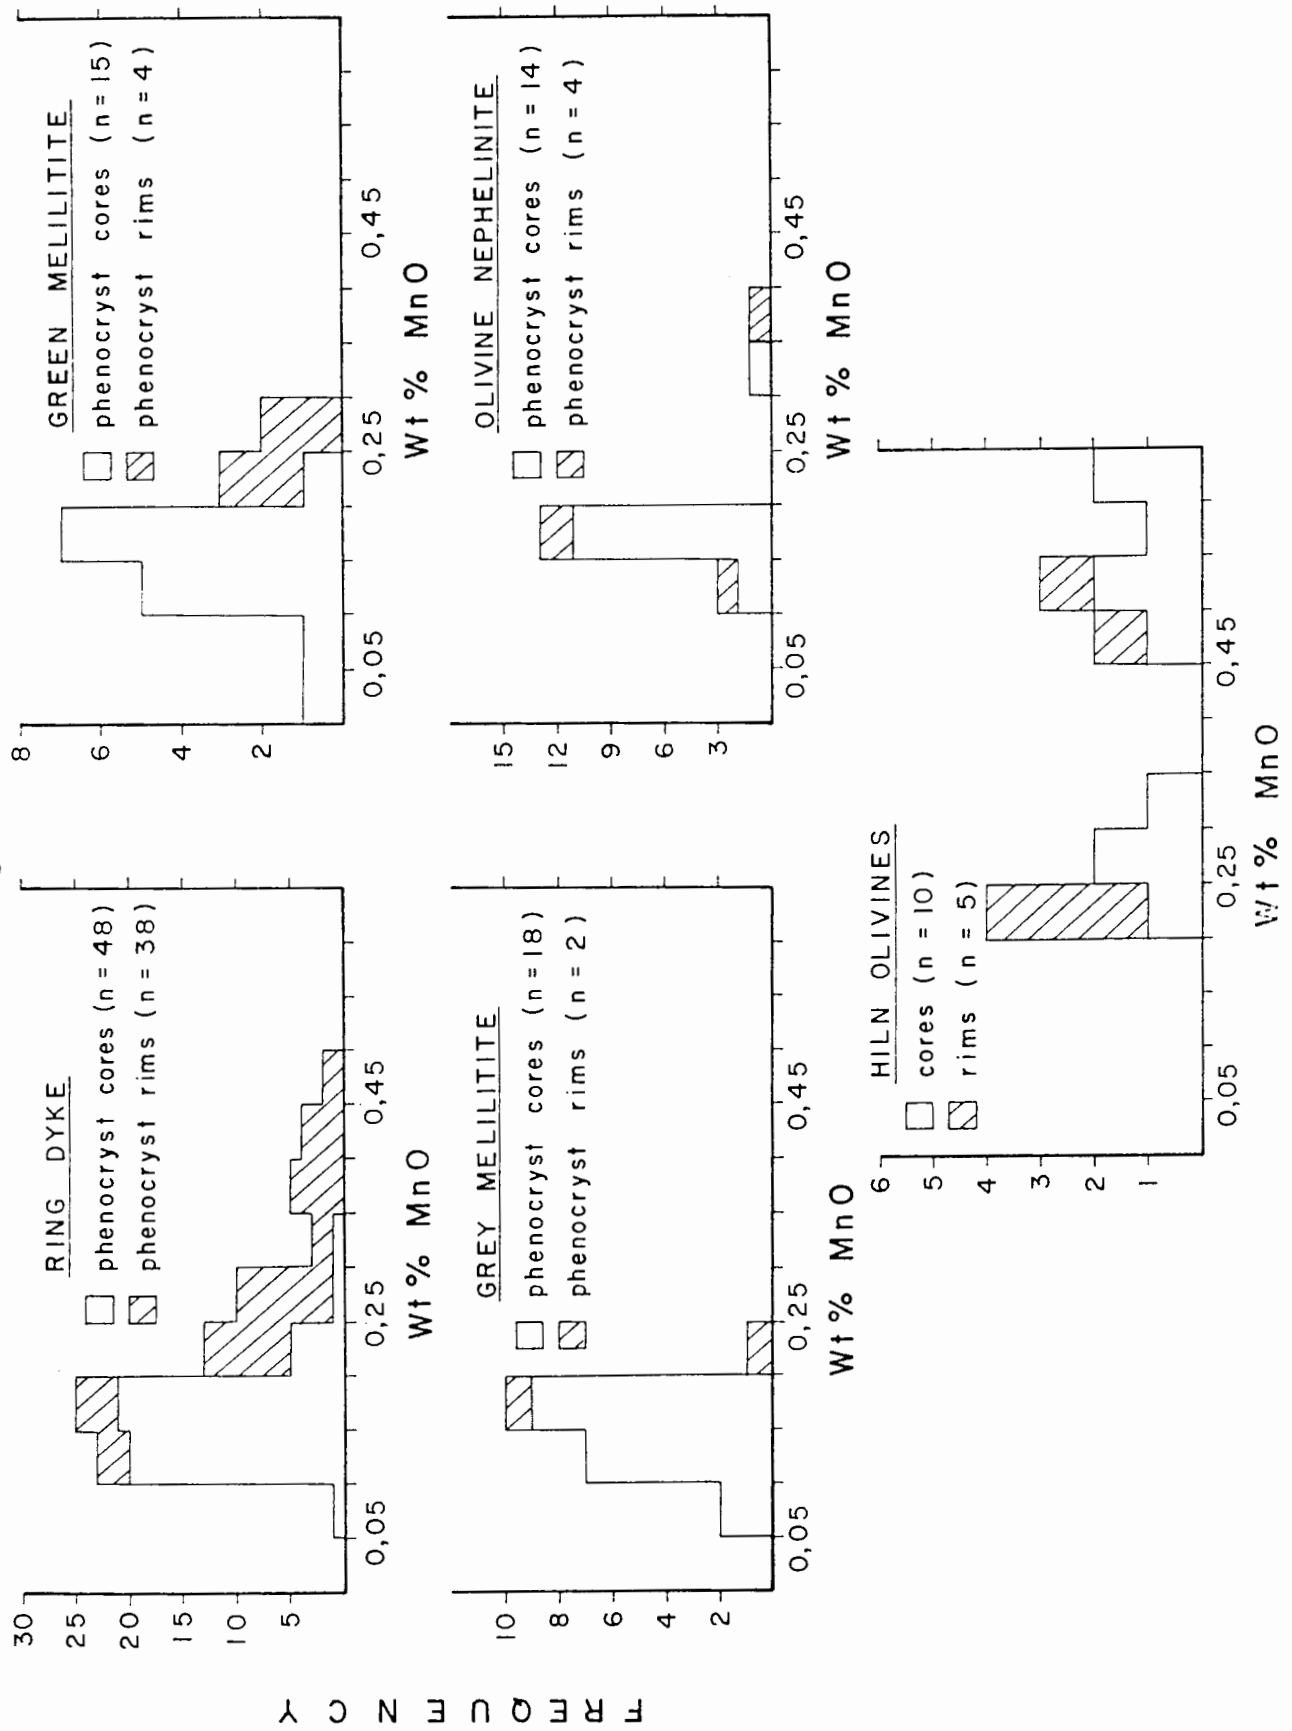 FREQUENCY
RING DYKE
phenocryst cores (n = 48)
phenocryst rims (n = 38)
30
25
20
15
10
5
0,05
0,25
0,45
Wt % MnO
GREEN MELILITITE
phenocryst cores (n = 15)
phenocryst rims (n = 4)
8
6
4
2
0,05
0,25
0,45
Wt % MnO
GREY MELILITITE
phenocryst cores (n = 18)
phenocryst rims (n = 2)
10
8
6
4
2
0,05
0,25
0,45
Wt % MnO
OLIVINE NEPHELINITE
phenocryst cores (n = 14)
phenocryst rims (n = 4)
15
12
9
6
3
0,05
0,25
0,45
Wt % MnO
HILN OLIVINES
cores (n = 10)
rims (n = 5)
6
5
4
3
2
1
0,05
0,25
0,45
Wt % MnO